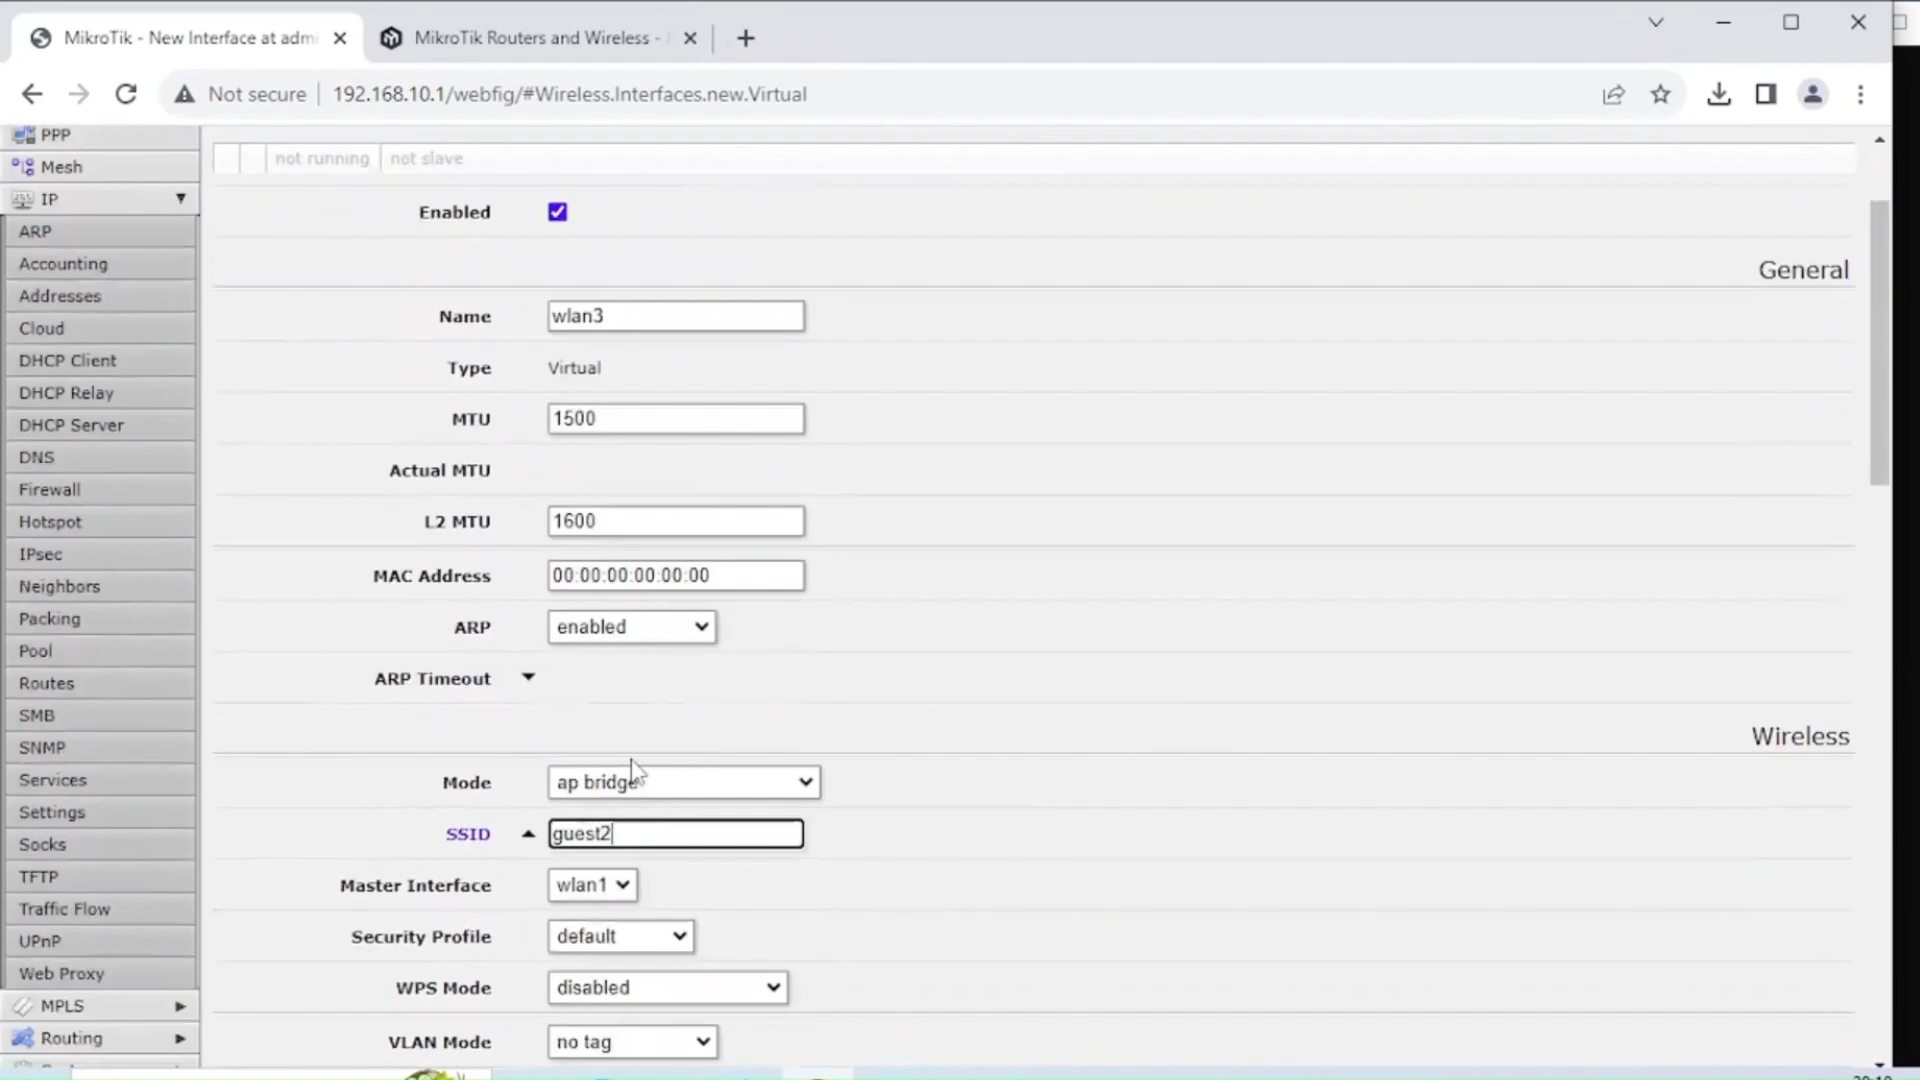 MikroTik - New Interface at adm
MikroTik Routers and Wireless -
Not secure
192.168.10.1/webfig/#Wireless.Interfaces.new.Virtual
PPP
Mesh
IP
ARP
Accounting
Addresses
Cloud
DHCP Client
DHCP Relay
DHCP Server
DNS
Firewall
Hotspot
IPsec
Neighbors
Packing
Pool
Routes
SMB
SNMP
Services
Settings
Socks
TFTP
Traffic Flow
UPnP
Web Proxy
MPLS
Routing
not running
not slave
Enabled
General
Name wlan3
Type Virtual
MTU 1500
Actual MTU
L2 MTU 1600
MAC Address 00:00:00:00:00:00
ARP enabled
ARP Timeout
Wireless
Mode ap bridge
SSID guest2
Master Interface wlan1
Security Profile default
WPS Mode disabled
VLAN Mode no tag